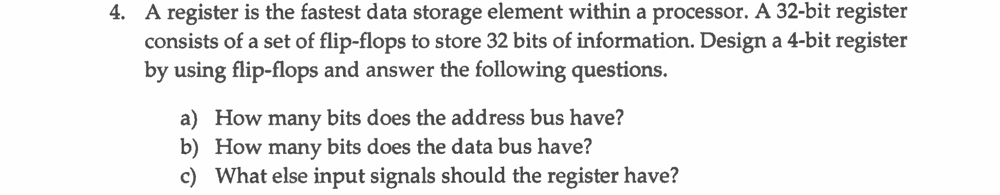 4. A register is the fastest data storage element within a processor. A 32-bit register
consists of a set of flip-flops to store 32 bits of information. Design a 4-bit register
by using flip-flops and answer the following questions.
a) How many bits does the address bus have?
b) How many bits does the data bus have?
c) What else input signals should the register have?